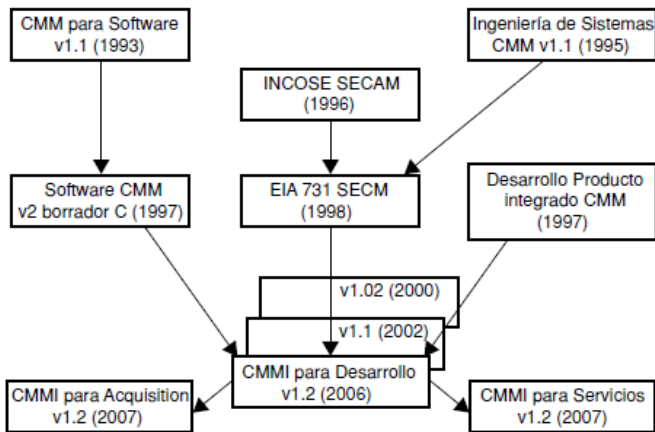 CMM para Software
v1.1 (1993)
Ingeniería de Sistemas
CMM v1.1 (1995)
INCOSE SECAM
(1996)
Software CMM
v2 borrador C (1997)
EIA 731 SECM
(1998)
Desarrollo Producto
integrado CMM
(1997)
v1.02 (2000)
v1.1 (2002)
CMMI para Desarrollo
v1.2 (2006)
CMMI para Acquisition
v1.2 (2007)
CMMI para Servicios
v1.2 (2007)